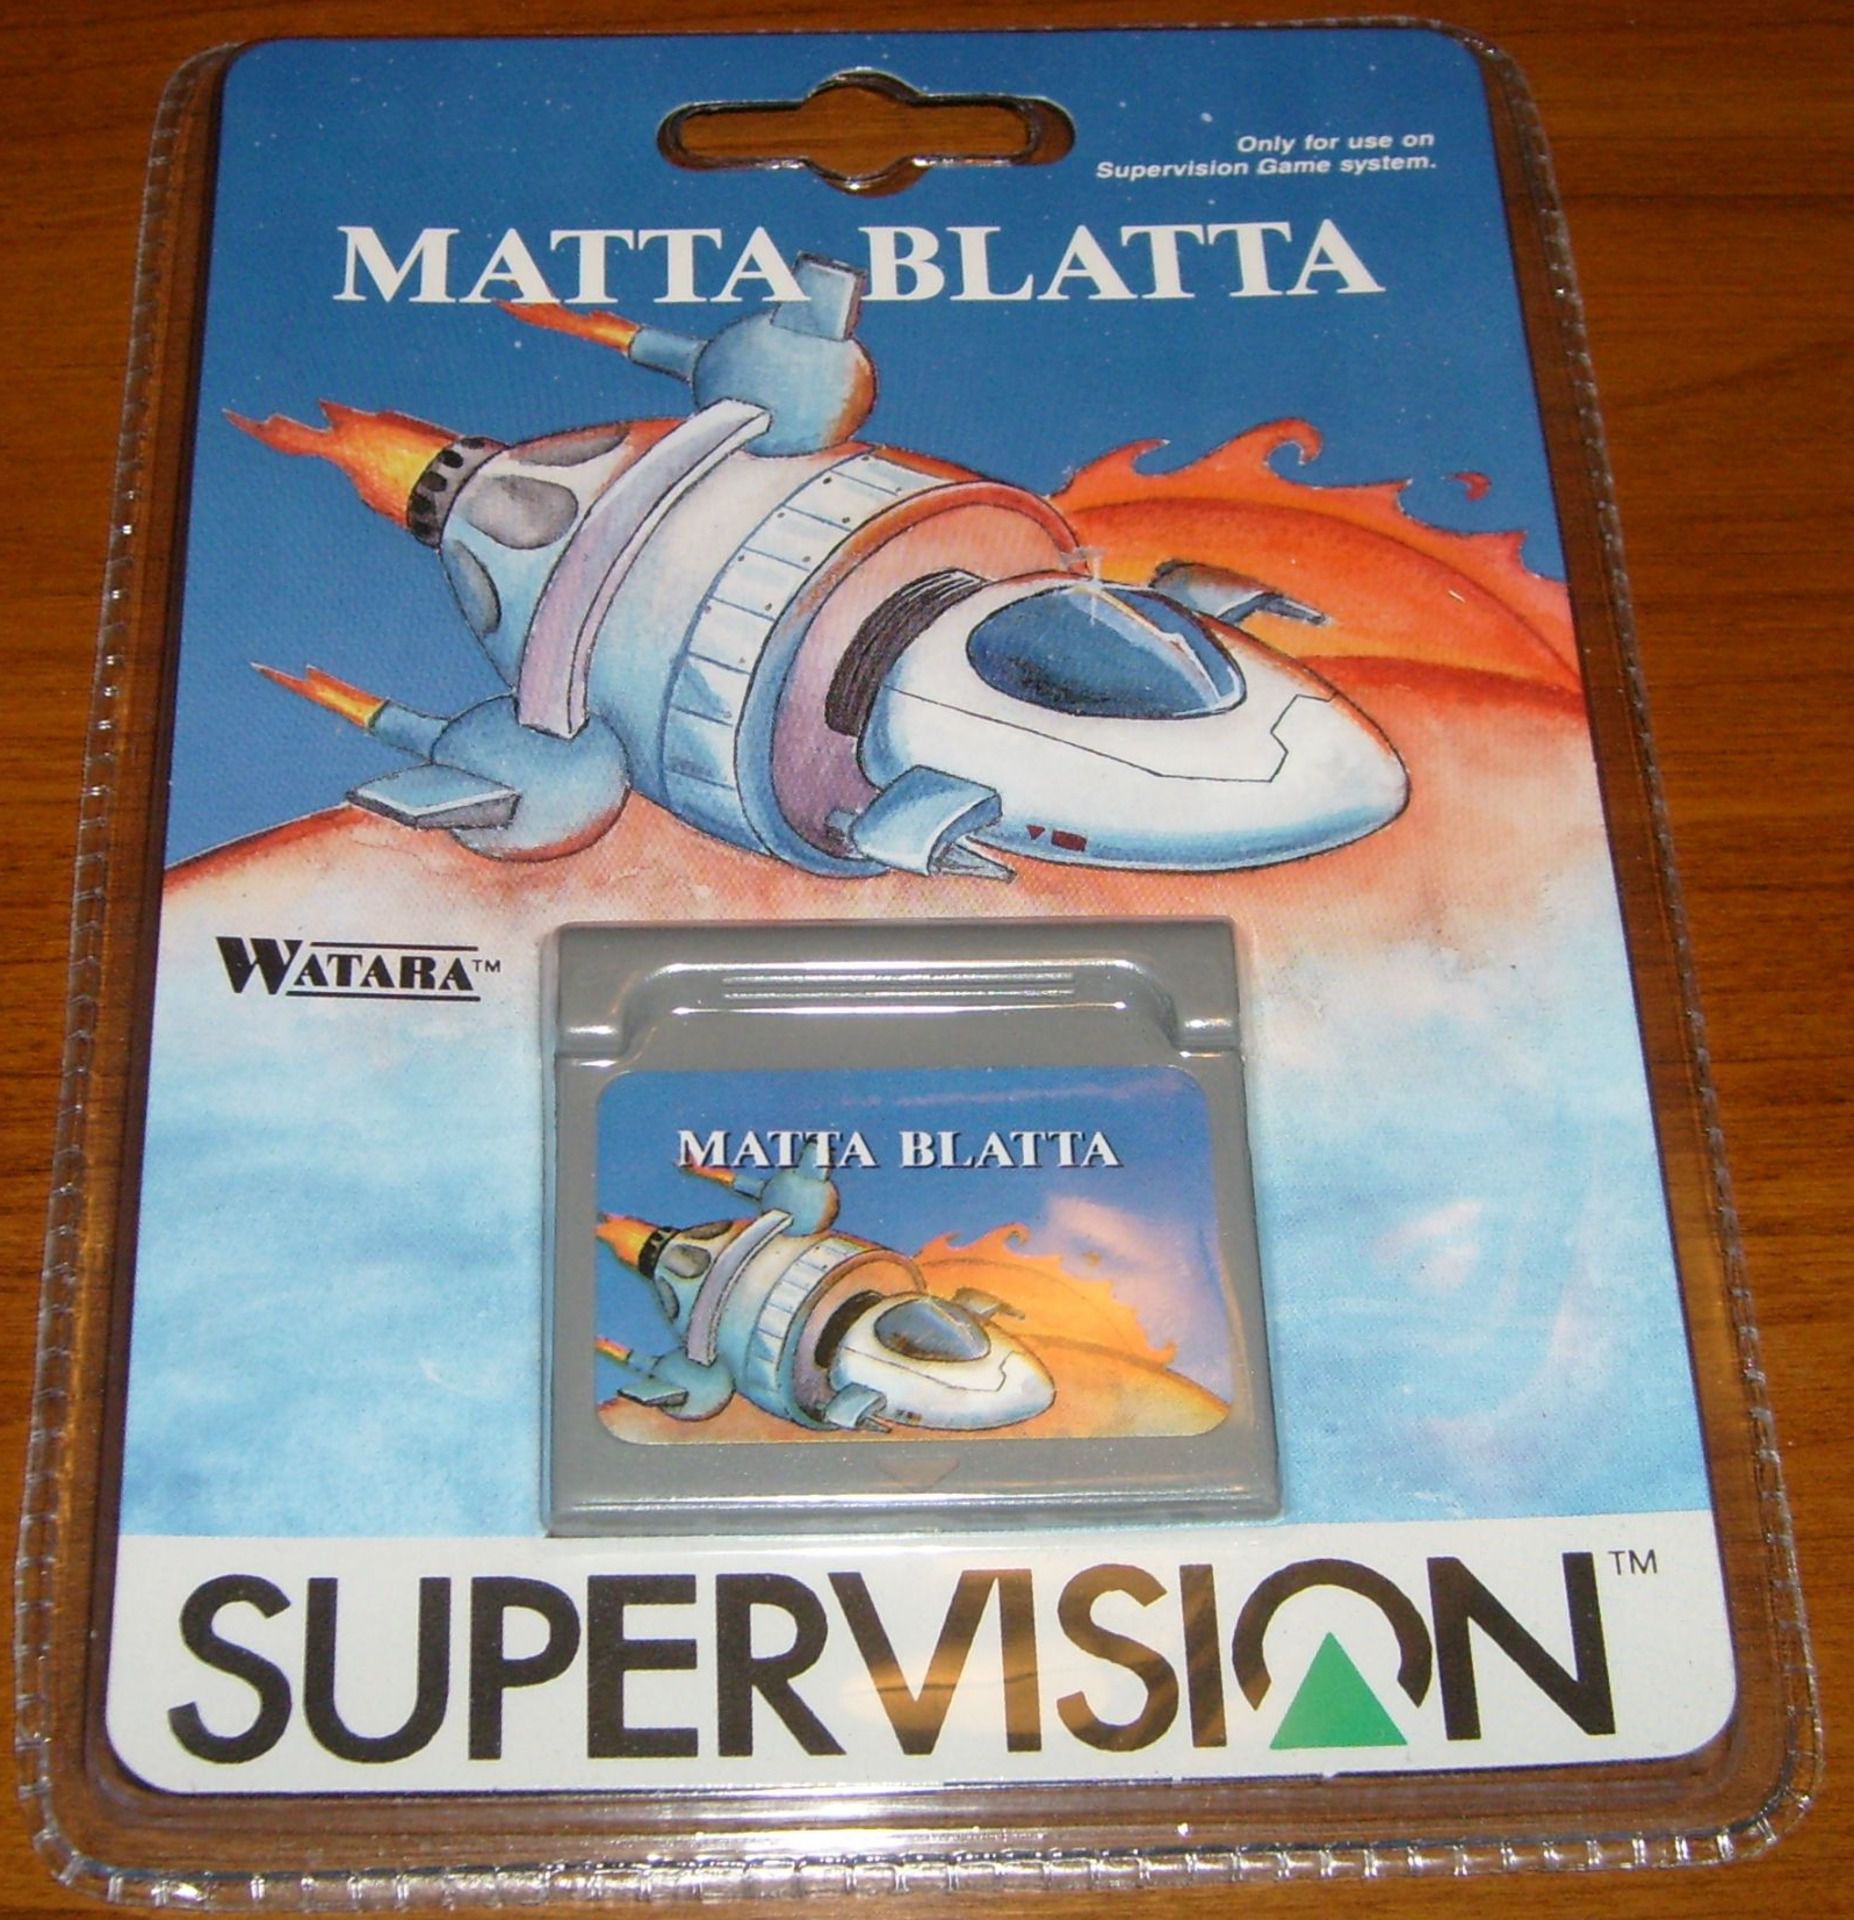 Only for use on
Supervision Game system.
MATTA BLATTA
WATARA™
MATTA BLATTA
SUPERVISION™